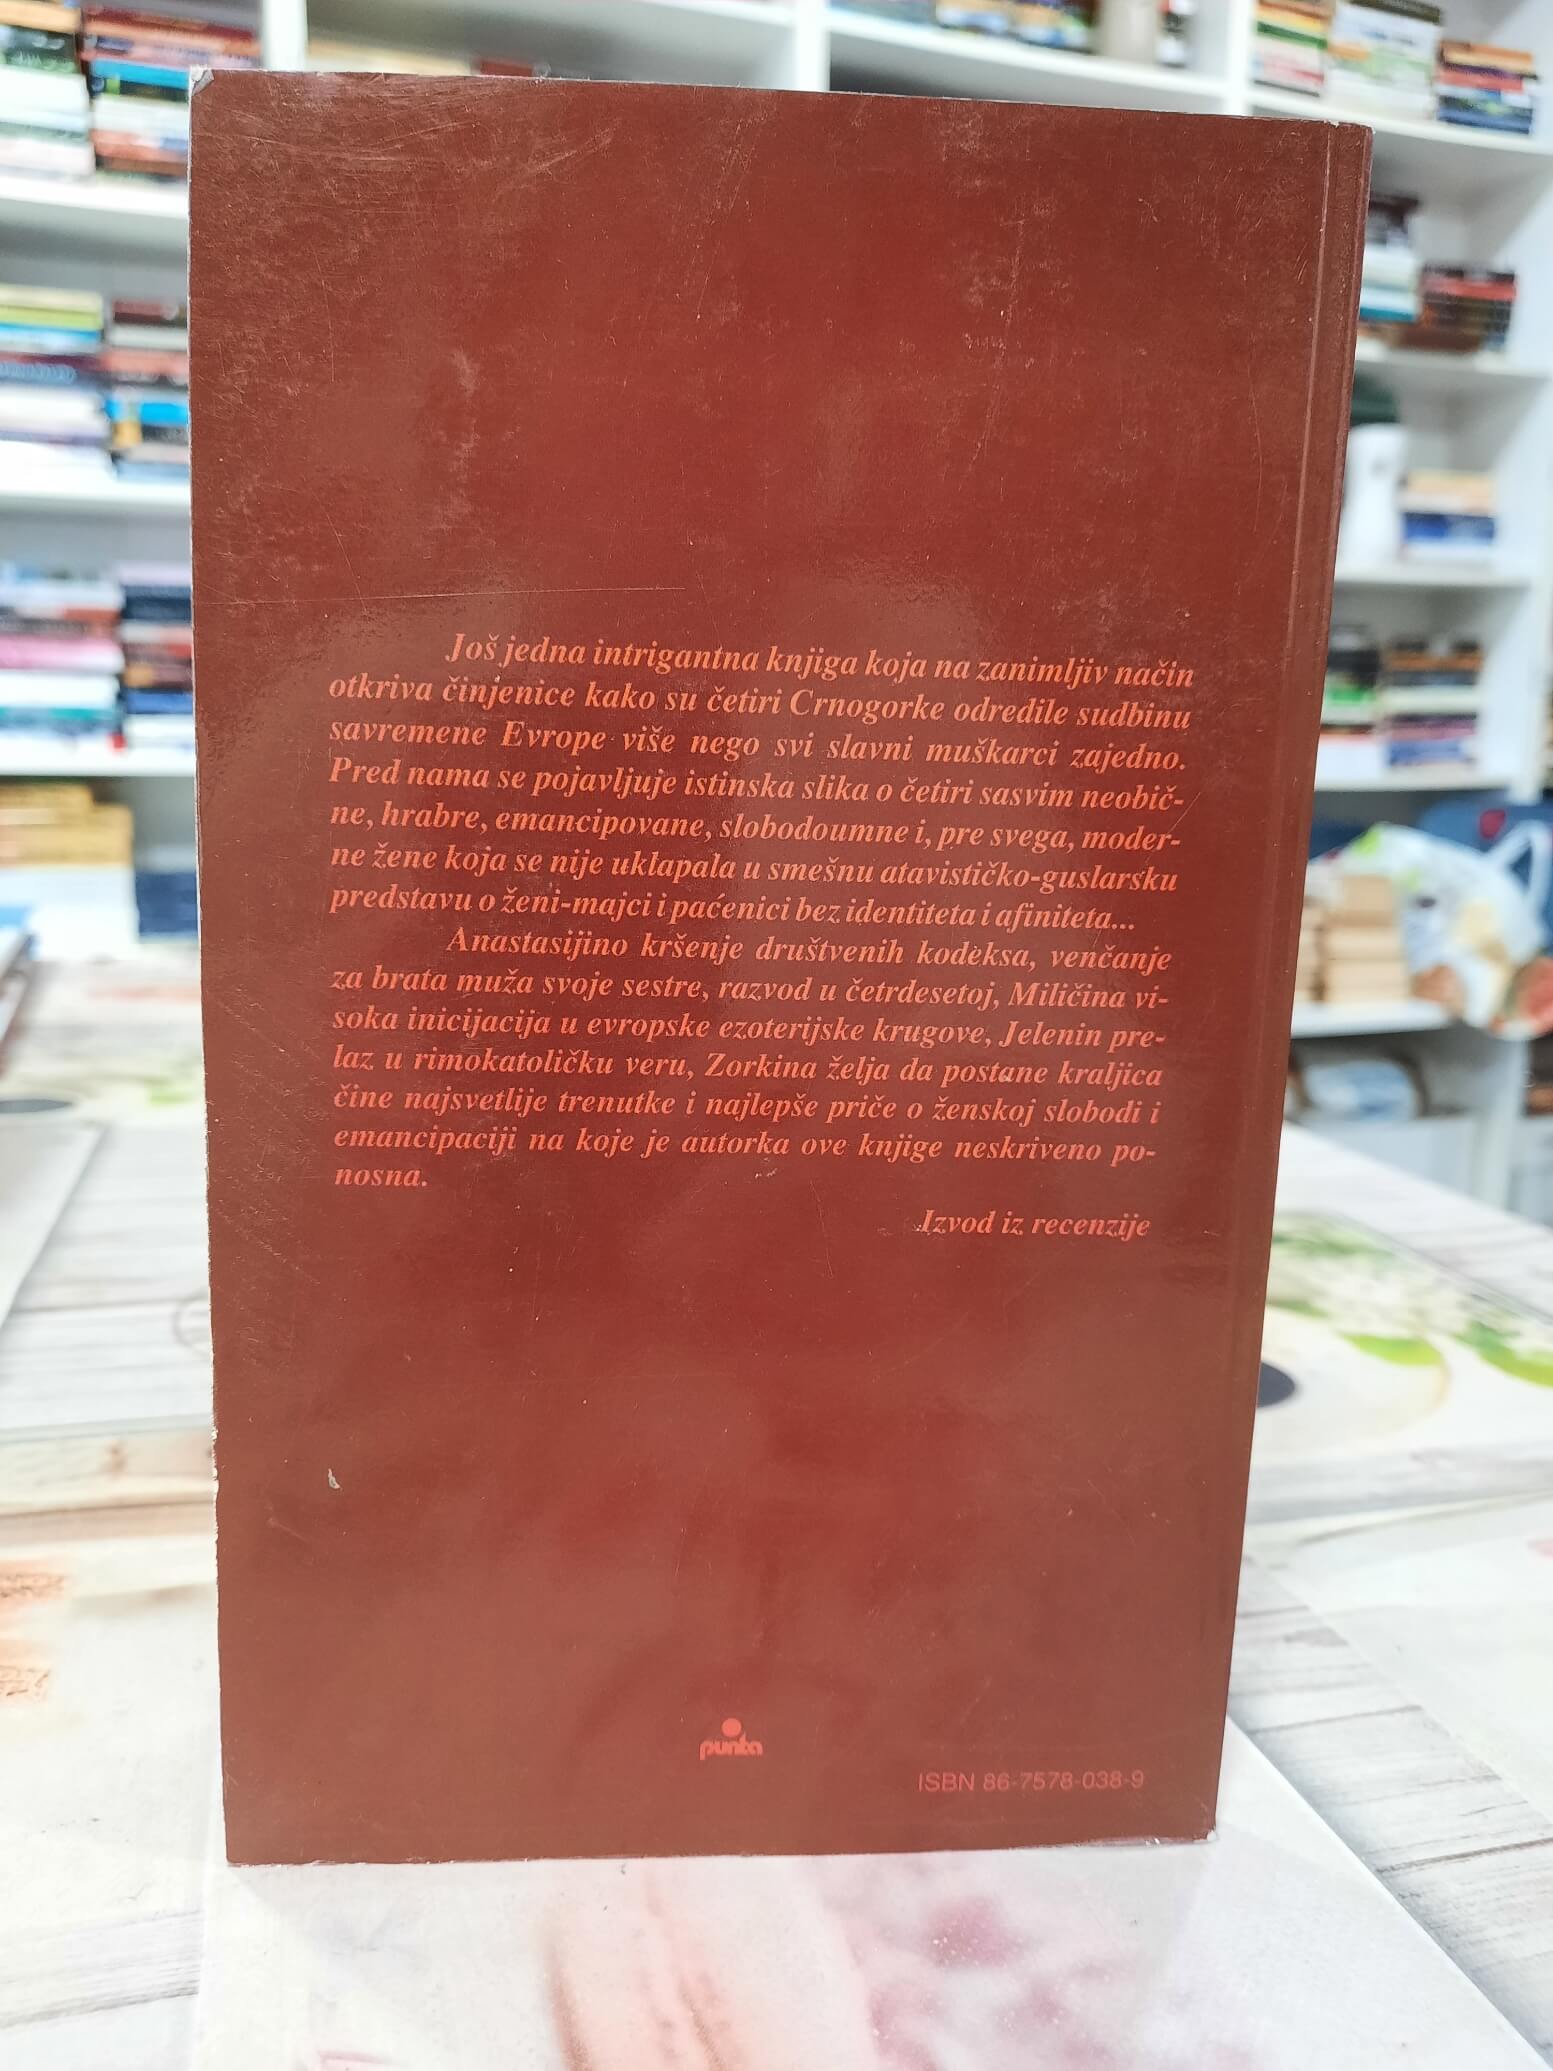 Još jedna intrigantna knjiga koja na zanimljiv način
otkriva činjenice kako su četiri Crnogorke odredile sudbinu
savremene Evrope više nego svi slavni muškarci zajedno.
Pred nama se pojavljuje istinska slika o četiri sasvim neobič-
ne, hrabre, emancipovane, slobodoumne i, pre svega, moder-
ne žene koja se nije uklapala u smešnu atavističko-guslarsku
predstavu o ženi-majci i paćenici bez identiteta i afiniteta...
Anastasijino kršenje društvenih kodeksa, venčanje
za brata muža svoje sestre, razvod u četrdesetoj, Miličina vi-
soka inicijacija u evropske ezoterijske krugove, Jelenin pre-
laz u rimokatoličku veru, Zorkina želja da postane kraljica
čine najsvetlije trenutke i najlepše priče o ženskoj slobodi i
emancipaciji na koje je autorka ove knjige neskriveno po-
nosna.
Izvod iz recenzije
punta
ISBN 86-7578-038-9